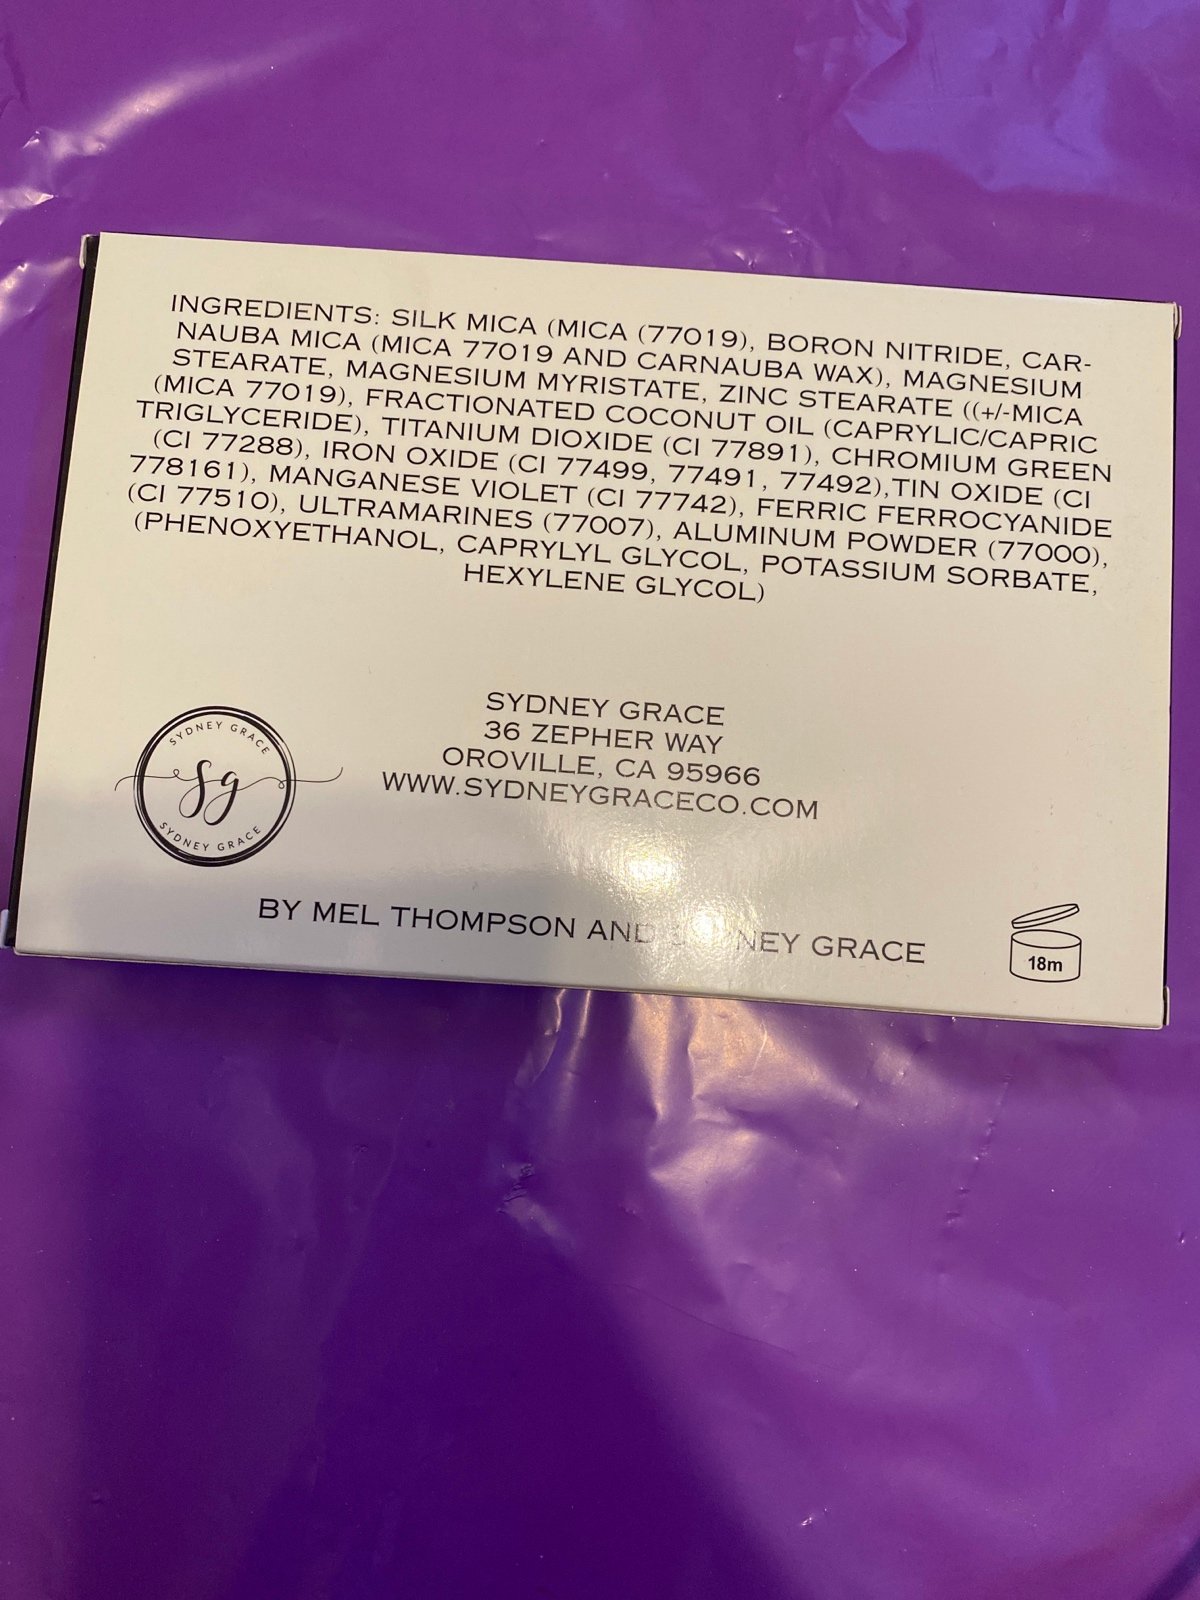 INGREDIENTS: SILK MICA (MICA (77019), BORON NITRIDE, CAR-
NAUBA MICA (MICA 77019 AND CARNAUBA WAX), MAGNESIUM
STEARATE, MAGNESIUM MYRISTATE, ZINC STEARATE ((+/-MICA
(MICA 77019), FRACTIONATED COCONUT OIL (CAPRYLIC/CAPRIC
TRIGLYCERIDE), TITANIUM DIOXIDE (CI 77891), CHROMIUM GREEN
(CI 77288), IRON OXIDE (CI 77499, 77491, 77492),TIN OXIDE (CI
778161), MANGANESE VIOLET (CI 77742), FERRIC FERROCYANIDE
(CI 77510), ULTRAMARINES (77007), ALUMINUM POWDER (77000),
(PHENOXYETHANOL, CAPRYLYL GLYCOL, POTASSIUM SORBATE,
HEXYLENE GLYCOL)
SYDNEY GRACE
36 ZEPHER WAY
OROVILLE, CA 95966
WWW.SYDNEYGRACECO.COM
SYDNEY GRACE
sg
SYDNEY GRACE
BY MEL THOMPSON AND SYDNEY GRACE
18m